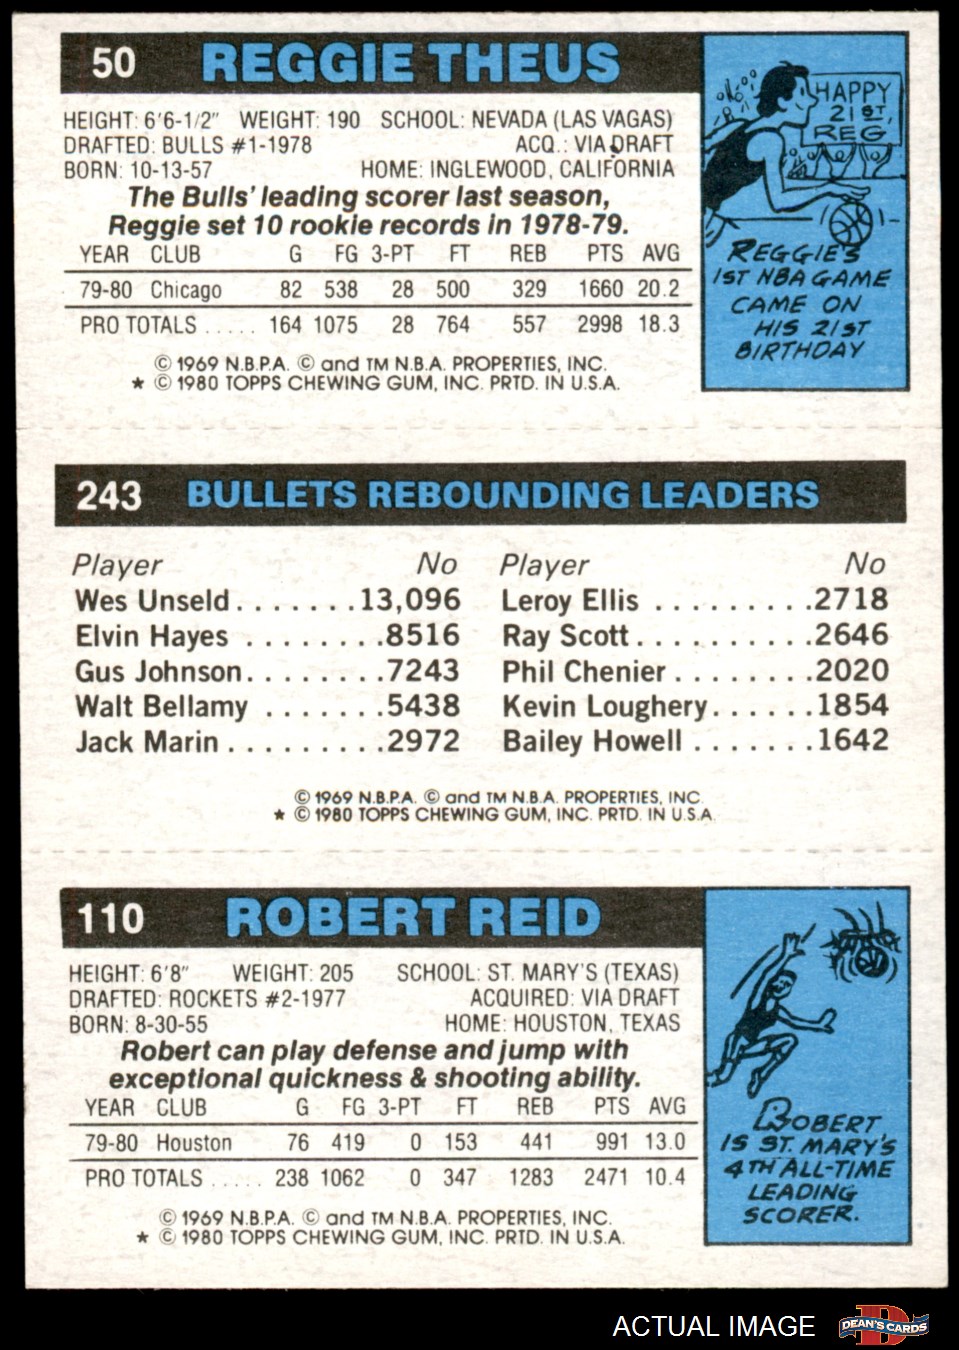 50 REGGIE THEUS
HEIGHT: 6'6-1/2" WEIGHT: 190 SCHOOL: NEVADA (LAS VAGAS)
DRAFTED: BULLS #1-1978 ACQ.: VIA DRAFT
BORN: 10-13-57 HOME: INGLEWOOD, CALIFORNIA
The Bulls' leading scorer last season,
Reggie set 10 rookie records in 1978-79.
YEAR CLUB G FG 3-PT FT REB PTS AVG
79-80 Chicago 82 538 28 500 329 1660 20.2
PRO TOTALS ..... 164 1075 28 764 557 2998 18.3
© 1969 N.B.P.A. © and TM N.B.A. PROPERTIES, INC.
★ © 1980 TOPPS CHEWING GUM, INC. PRTD. IN U.S.A.
HAPPY
21ST,
REG
REGGIE'S
1ST NBA GAME
CAME ON
HIS 21ST
BIRTHDAY
243 BULLETS REBOUNDING LEADERS
Player No Player No
Wes Unseld.......13,096 Leroy Ellis .........2718
Elvin Hayes ........8516 Ray Scott..........2646
Gus Johnson........7243 Phil Chenier........2020
Walt Bellamy .......5438 Kevin Loughery......1854
Jack Marin.........2972 Bailey Howell.......1642
© 1969 N.B.P.A. © and TM N.B.A. PROPERTIES, INC.
★ © 1980 TOPPS CHEWING GUM, INC. PRTD. IN U.S.A.
110 ROBERT REID
HEIGHT: 6'8" WEIGHT: 205 SCHOOL: ST. MARY'S (TEXAS)
DRAFTED: ROCKETS #2-1977 ACQUIRED: VIA DRAFT
BORN: 8-30-55 HOME: HOUSTON, TEXAS
Robert can play defense and jump with
exceptional quickness & shooting ability.
YEAR CLUB G FG 3-PT FT REB PTS AVG
79-80 Houston 76 419 0 153 441 991 13.0
PRO TOTALS ..... 238 1062 0 347 1283 2471 10.4
© 1969 N.B.P.A. © and TM N.B.A. PROPERTIES, INC.
★ © 1980 TOPPS CHEWING GUM, INC. PRTD. IN U.S.A.
ROBERT
IS ST. MARY'S
4TH ALL-TIME
LEADING
SCORER.
ACTUAL IMAGE DEAN'S CARDS